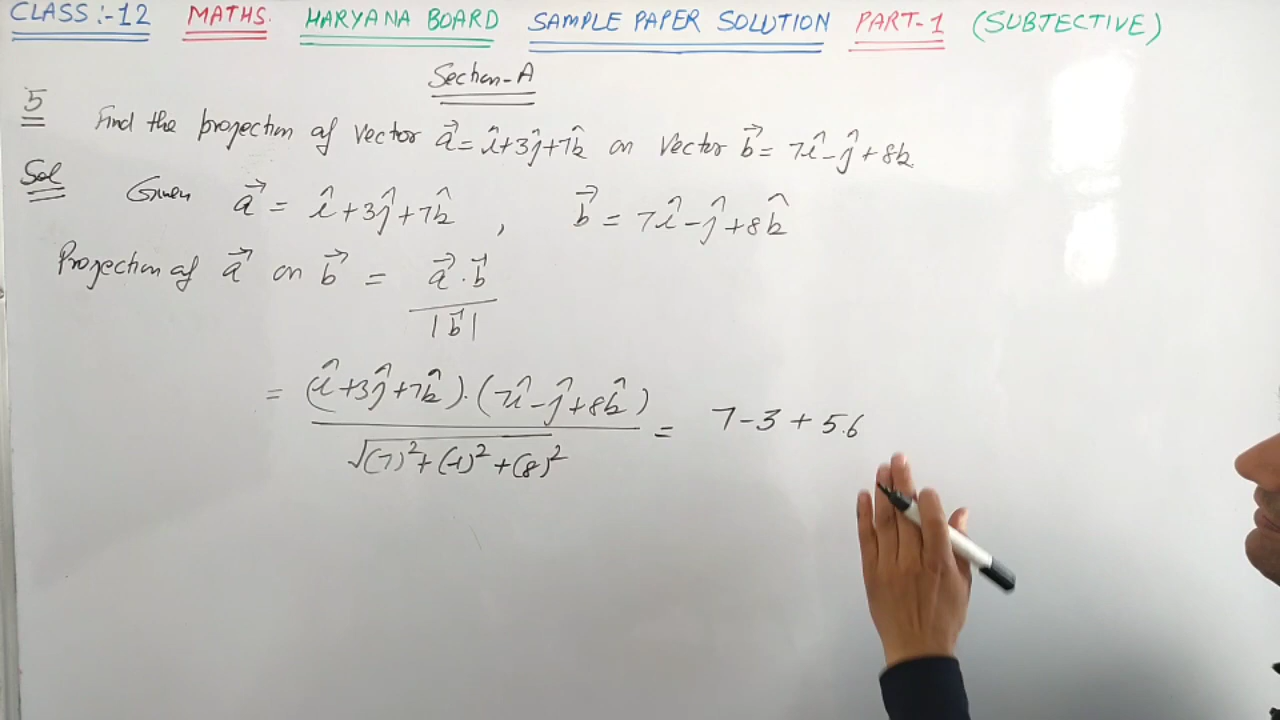 CLASS:-12 MATHS. HARYANA BOARD SAMPLE PAPER SOLUTION PART-1 (SUBJECTIVE)
Section-A
5 Find the projection of vector a⃗ = î+3ĵ+7k̂ on vector b⃗ = 7î-ĵ+8k̂
Sol Given a⃗ = î+3ĵ+7k̂ , b⃗ = 7î-ĵ+8k̂
Projection of a⃗ on b⃗ = a⃗.b⃗
|b⃗|
= (î+3ĵ+7k̂).(7î-ĵ+8k̂) = 7-3+56
√(7)²+(-1)²+(8)²